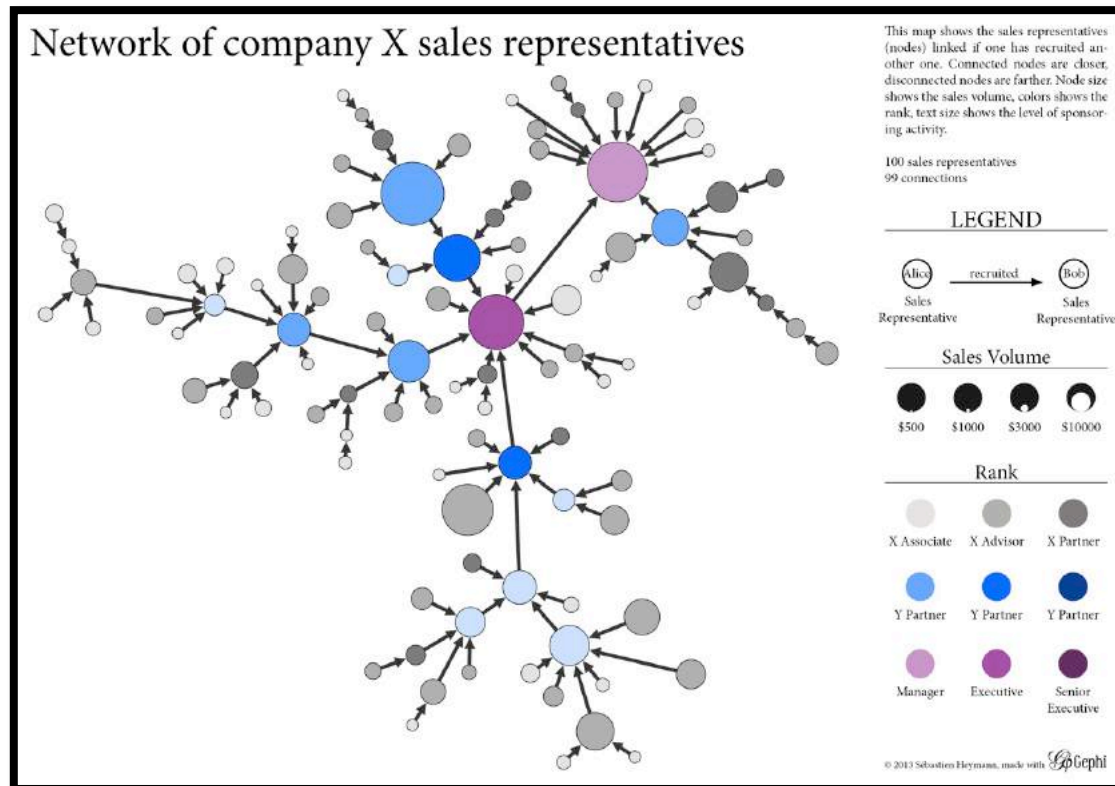 Network of company X sales representatives
This map shows the sales representatives
(nodes) linked if one has recruited an-
other one. Connected nodes are closer,
disconnected nodes are farther. Node size
shows the sales volume, colors shows the
rank, text size shows the level of sponsor-
ing activity.
100 sales representatives
99 connections
LEGEND
Alice recruited Bob
Sales Sales
Representative Representative
Sales Volume
$500 $1000 $3000 $10000
Rank
X Associate X Advisor X Partner
Y Partner Y Partner Y Partner
Manager Executive Senior
Executive
© 2013 Sébastien Heymann, made with Gephi